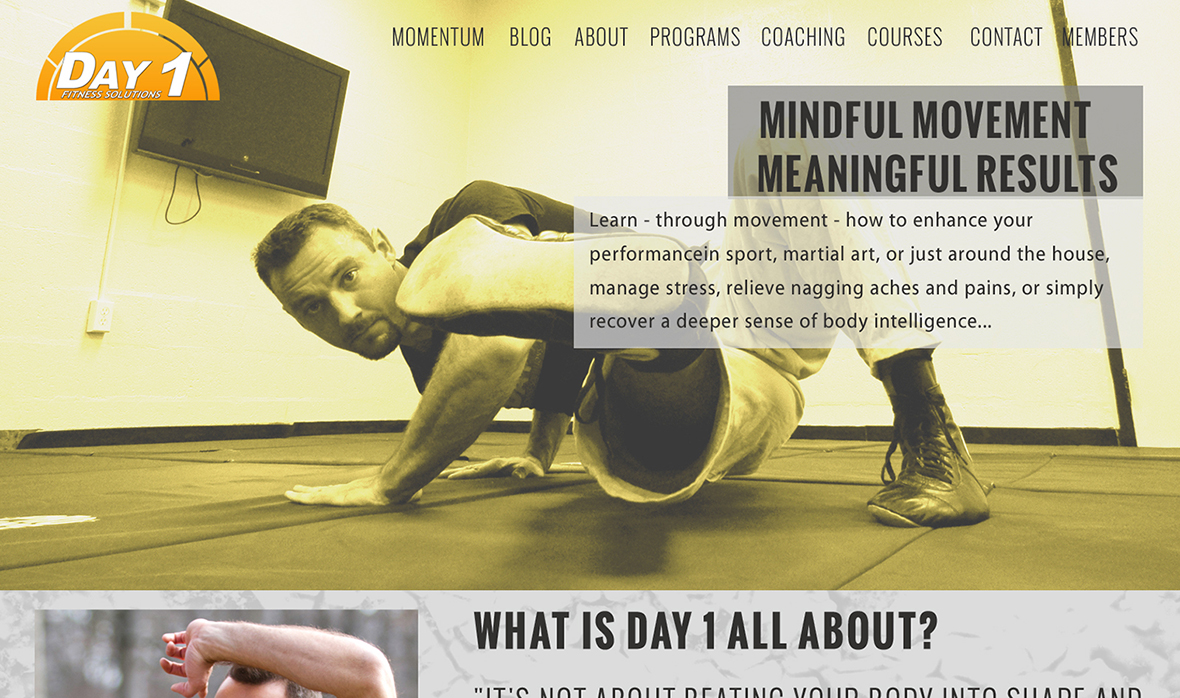 DAY 1
FITNESS SOLUTIONS
MOMENTUM BLOG ABOUT PROGRAMS COACHING COURSES CONTACT MEMBERS
MINDFUL MOVEMENT
MEANINGFUL RESULTS
Learn - through movement - how to enhance your
performancein sport, martial art, or just around the house,
manage stress, relieve nagging aches and pains, or simply
recover a deeper sense of body intelligence...
WHAT IS DAY 1 ALL ABOUT?
"IT'S NOT ABOUT BEATING YOUR BODY INTO SHAPE AND